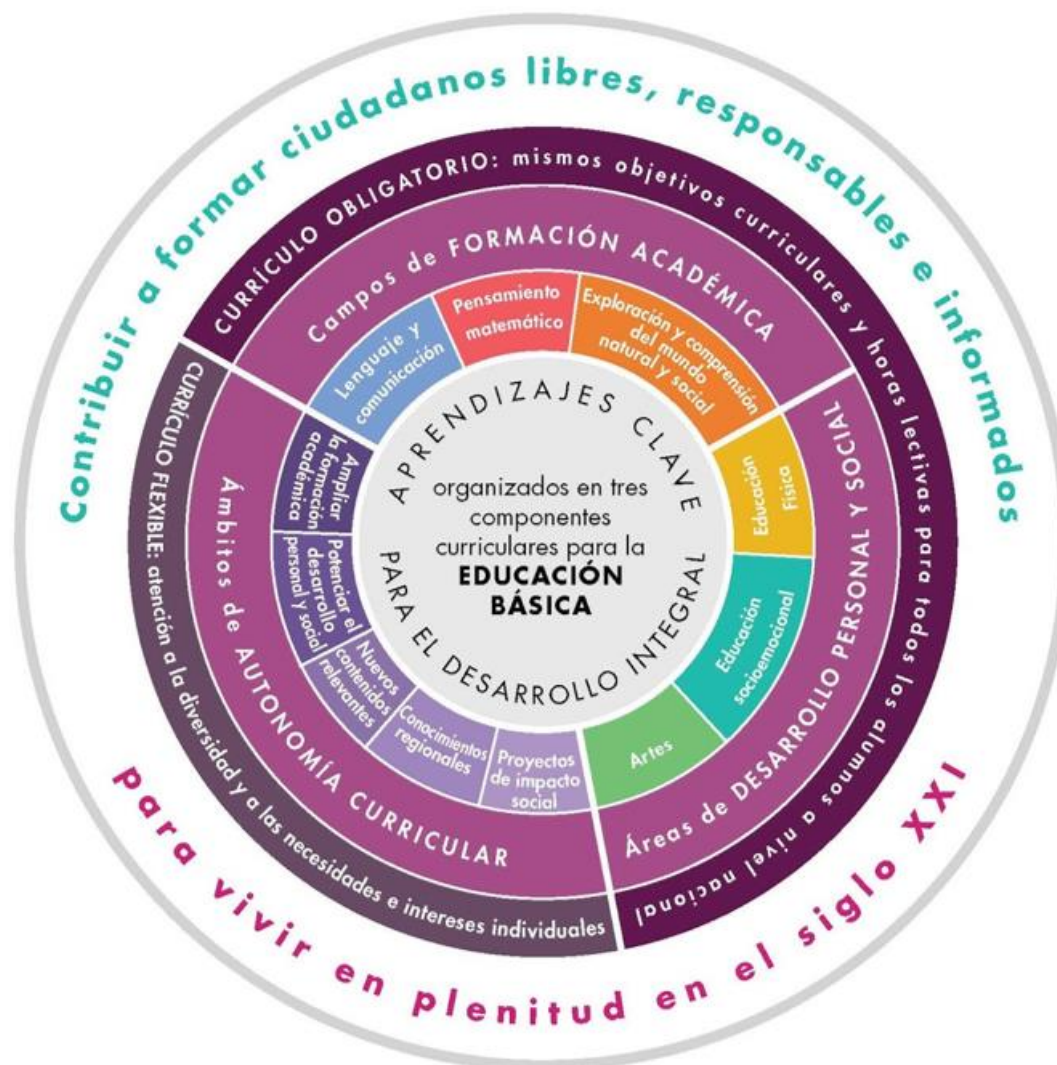 Contribuir a formar ciudadanos libres, responsables e informados
para vivir en plenitud en el siglo XXI
CURRÍCULO OBLIGATORIO: mismos objetivos curriculares y horas lectivas para todos los alumnos a nivel nacional
Campos de FORMACIÓN ACADÉMICA
Lenguaje y
comunicación
Pensamiento
matemático
Exploración y comprensión
del mundo
natural y social
Áreas de DESARROLLO PERSONAL Y SOCIAL
Educación
Física
Educación
socioemocional
Artes
CURRÍCULO FLEXIBLE: atención a la diversidad y a las necesidades e intereses individuales
Ámbitos de AUTONOMÍA CURRICULAR
Ampliar
la formación
académica
Potenciar el
desarrollo
personal y social
Nuevos
contenidos
relevantes
Conocimientos
regionales
Proyectos
de impacto
social
APRENDIZAJES CLAVE
organizados en tres
componentes
curriculares para la
EDUCACIÓN
BÁSICA
PARA EL DESARROLLO INTEGRAL